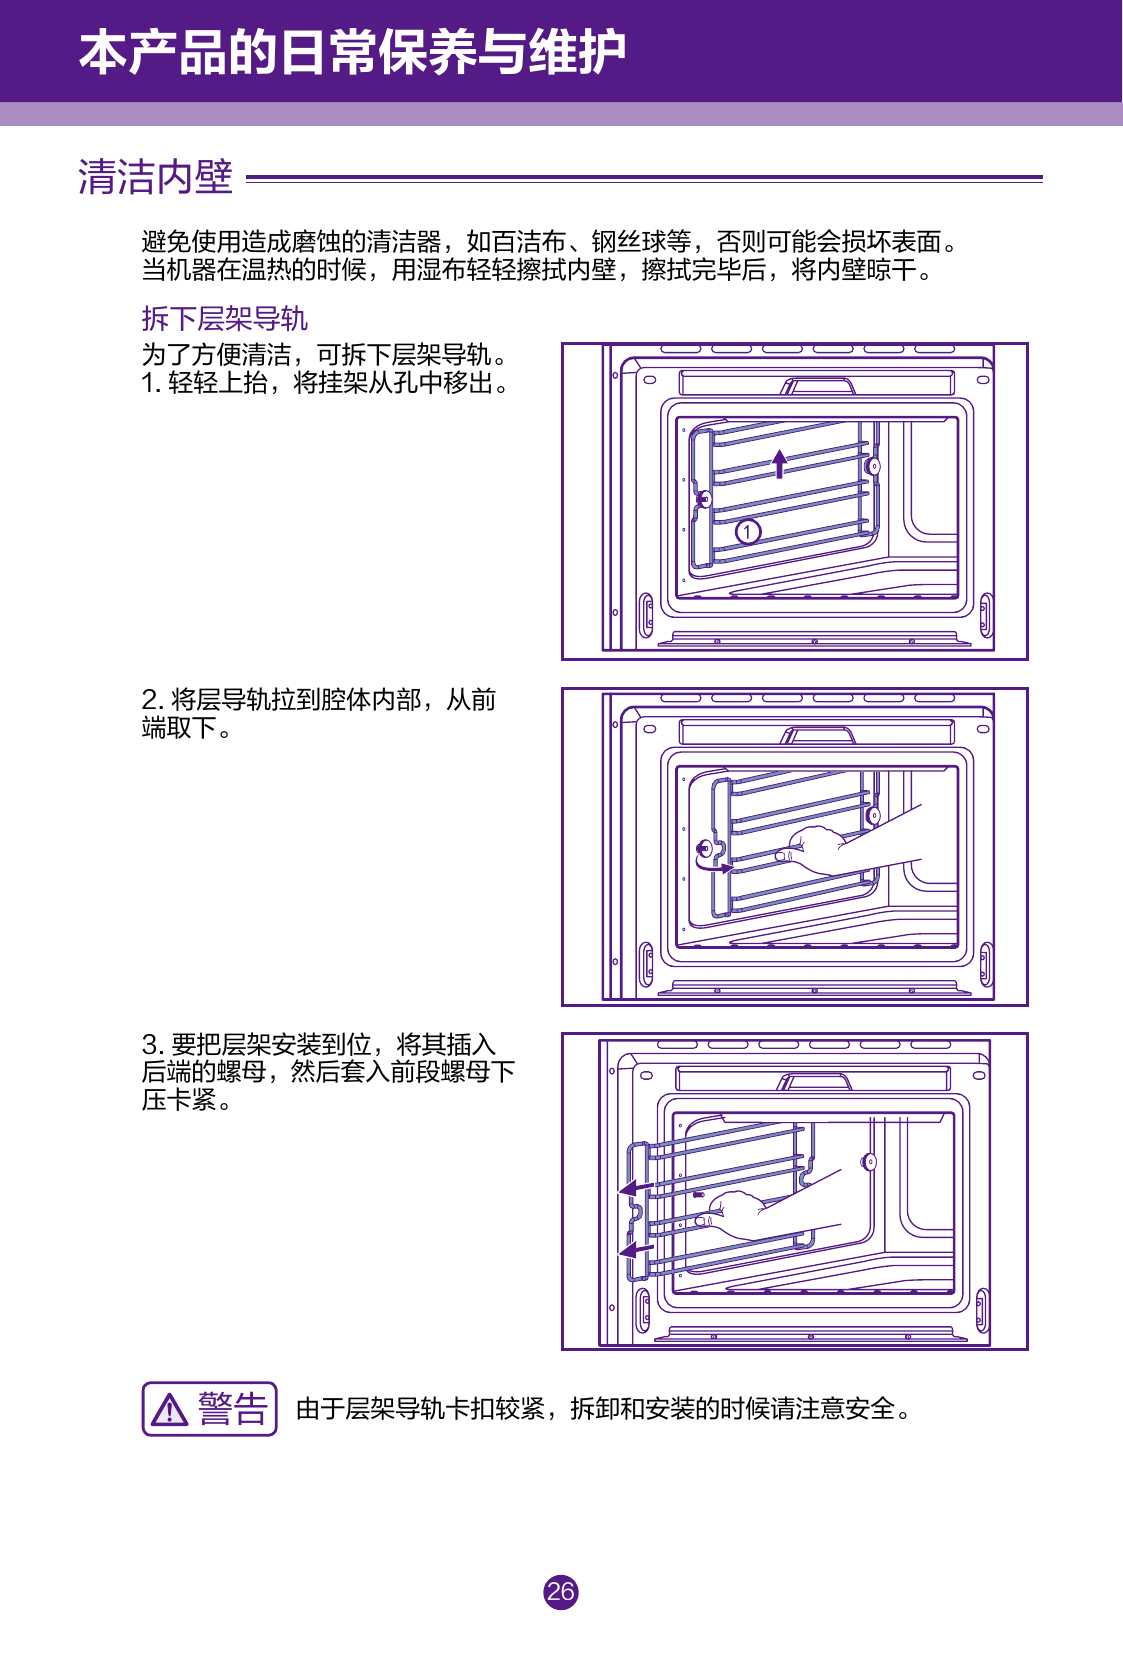 本产品的日常保养与维护
清洁内壁
避免使用造成磨蚀的清洁器，如百洁布、钢丝球等，否则可能会损坏表面。
当机器在温热的时候，用湿布轻轻擦拭内壁，擦拭完毕后，将内壁晾干。
拆下层架导轨
为了方便清洁，可拆下层架导轨。
1. 轻轻上抬，将挂架从孔中移出。
1
2. 将层导轨拉到腔体内部，从前
端取下。
3. 要把层架安装到位，将其插入
后端的螺母，然后套入前段螺母下
压卡紧。
警告 由于层架导轨卡扣较紧，拆卸和安装的时候请注意安全。
26